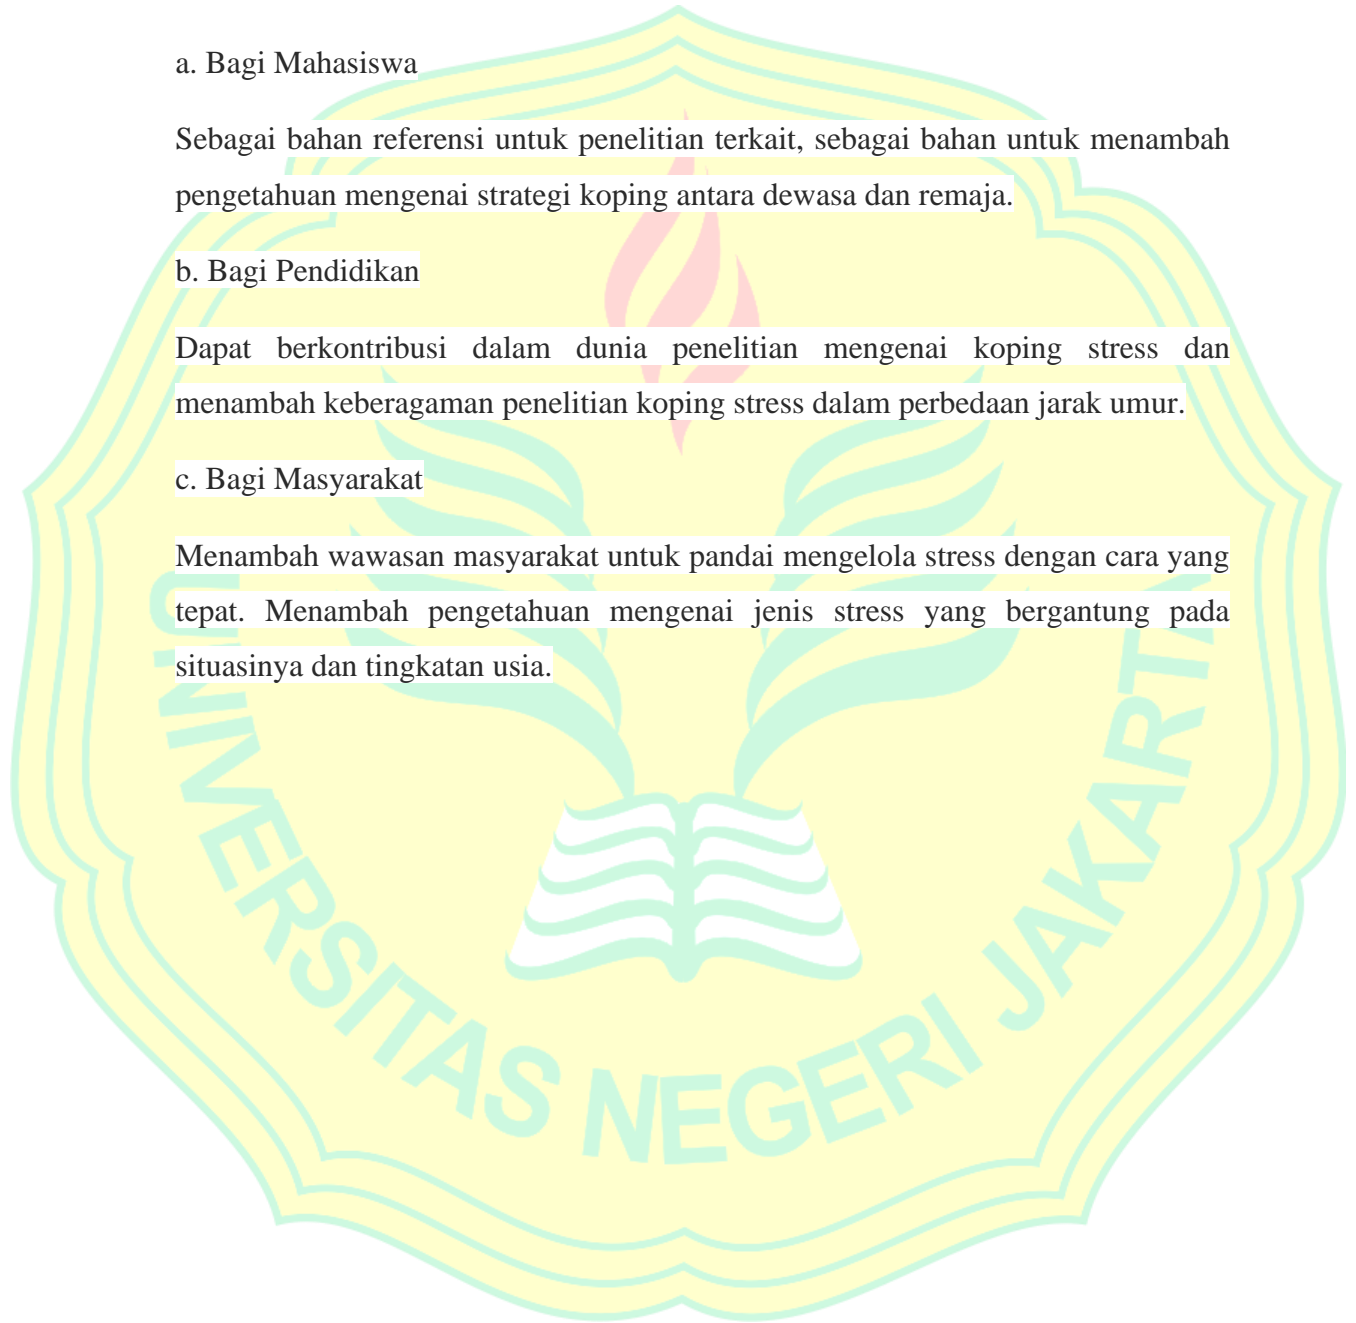 a. Bagi Mahasiswa
Sebagai bahan referensi untuk penelitian terkait, sebagai bahan untuk menambah
pengetahuan mengenai strategi koping antara dewasa dan remaja.
b. Bagi Pendidikan
Dapat berkontribusi dalam dunia penelitian mengenai koping stress dan
menambah keberagaman penelitian koping stress dalam perbedaan jarak umur.
c. Bagi Masyarakat
Menambah wawasan masyarakat untuk pandai mengelola stress dengan cara yang
tepat. Menambah pengetahuan mengenai jenis stress yang bergantung pada
situasinya dan tingkatan usia.
UNIVERSITAS NEGERI JAKARTA